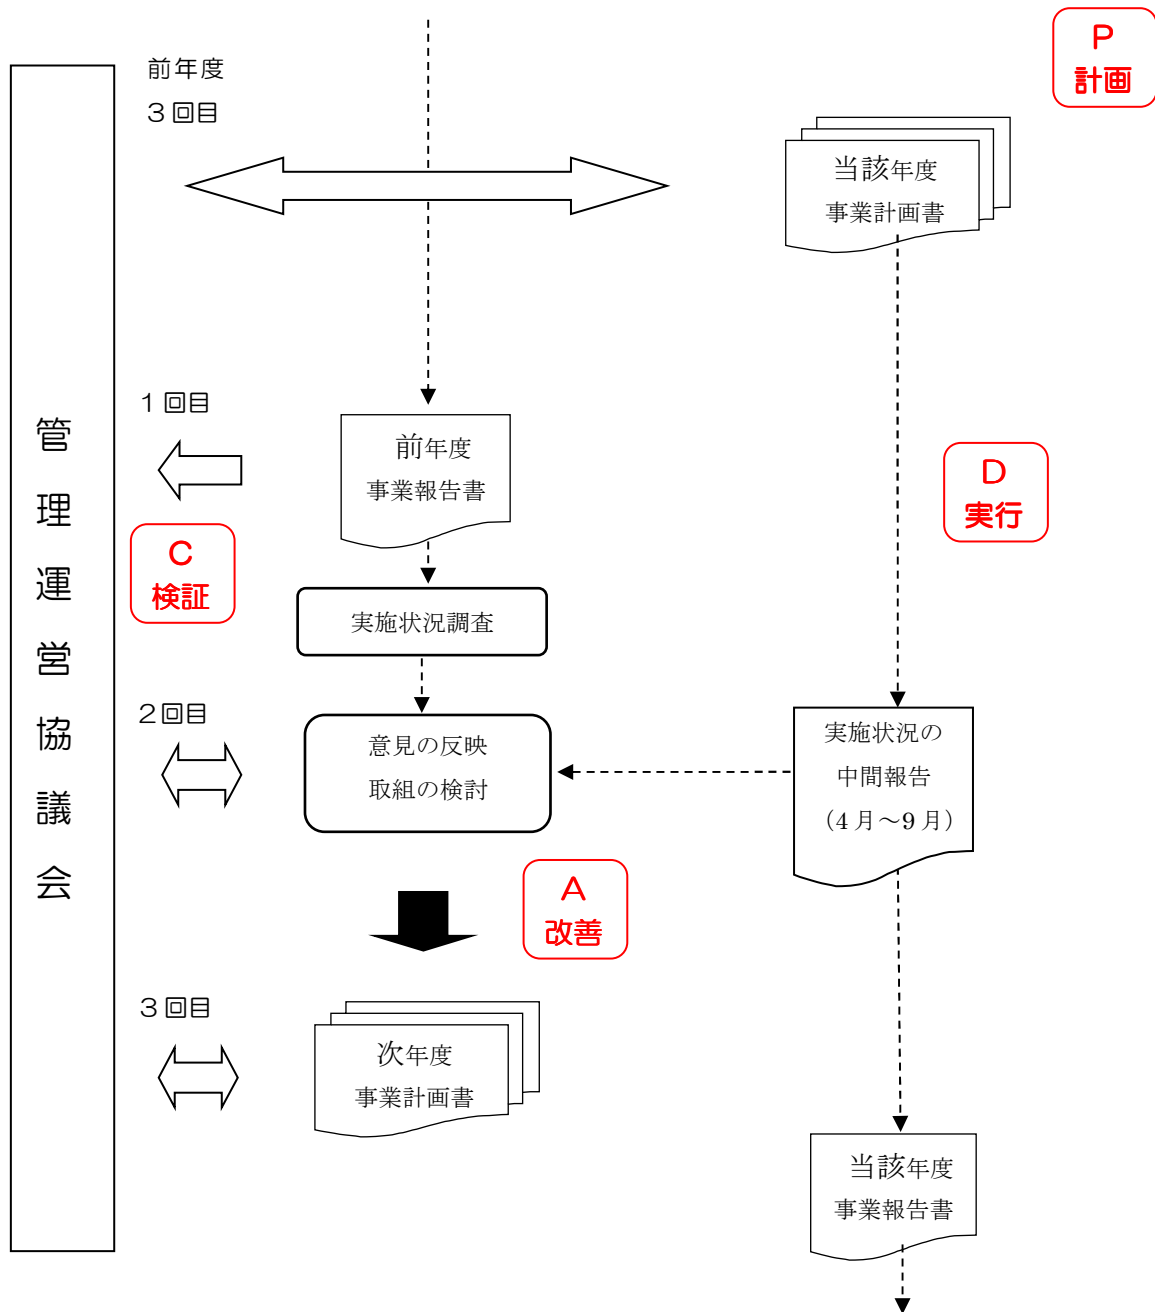 P
計画
前年度
３回目
当該年度
事業計画書
管理運営協議会
１回目
前年度
事業報告書
D
実行
C
検証
実施状況調査
２回目
意見の反映
取組の検討
実施状況の
中間報告
（4 月～9 月）
A
改善
３回目
次年度
事業計画書
当該年度
事業報告書